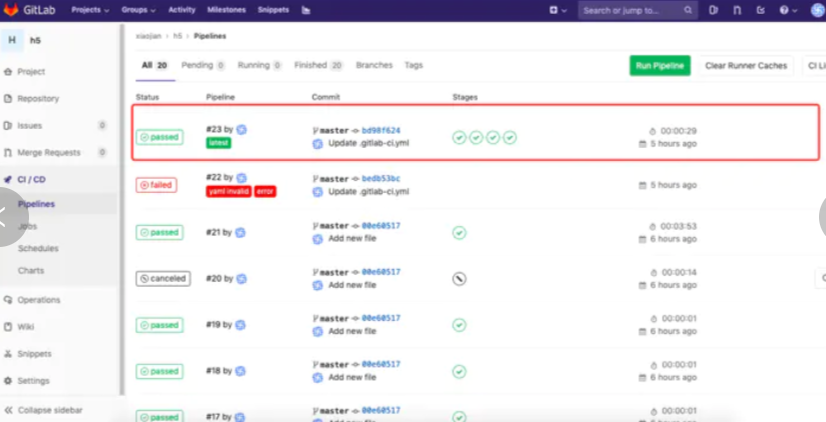 GitLab Projects Groups Activity Milestones Snippets Search or jump to...
H h5
xiaojian > h5 > Pipelines
Project
All 20 Pending 0 Running 0 Finished 20 Branches Tags Run Pipeline Clear Runner Caches CI Li
Repository
Status Pipeline Commit Stages
Issues 0
passed #23 by master bd98f624 00:00:29
latest Update .gitlab-ci.yml 5 hours ago
Merge Requests 0
CI / CD
failed #22 by master bedb53bc 5 hours ago
yaml invalid error Update .gitlab-ci.yml
Pipelines
Jobs
passed #21 by master 00e60517 00:03:53
Add new file 6 hours ago
Schedules
Charts
canceled #20 by master 00e60517 00:00:14
Add new file 6 hours ago
Operations
Wiki
passed #19 by master 00e60517 00:00:01
Add new file 6 hours ago
Snippets
passed #18 by master 00e60517 00:00:01
Add new file 6 hours ago
Settings
Collapse sidebar
passed #17 by master 00e60517 00:00:01